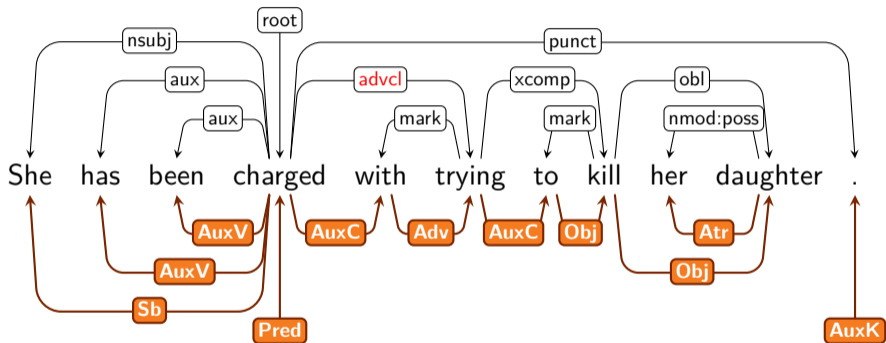 root
nsubj punct
aux advcl xcomp obl
aux mark mark nmod:poss
She has been charged with trying to kill her daughter .
AuxV AuxC Adv AuxC Obj Atr
AuxV Obj
Sb
Pred AuxK